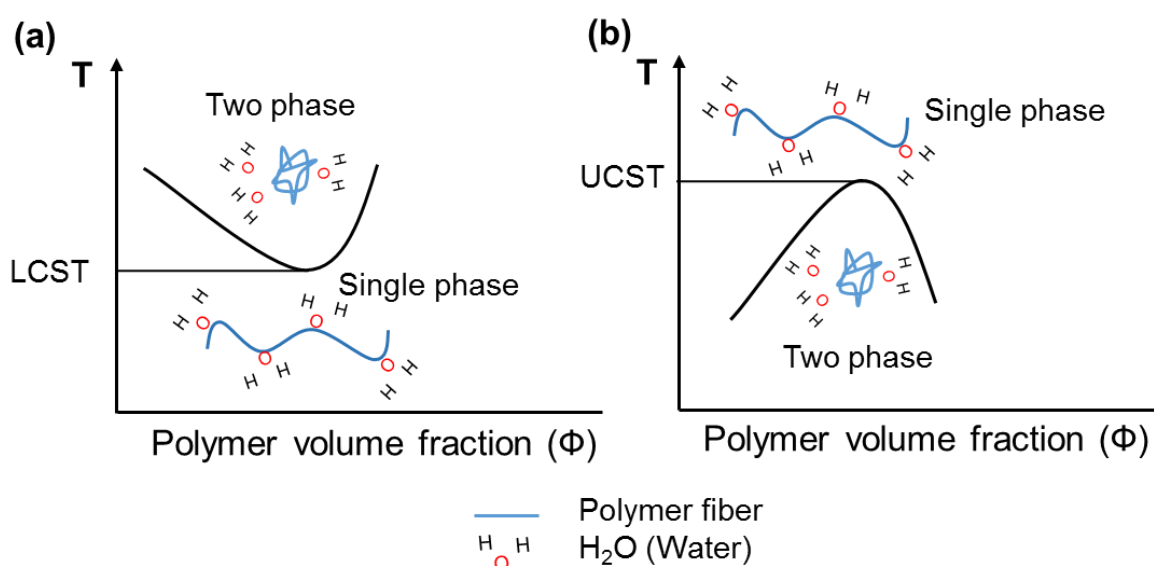 (a)
T
Two phase
H H
O
H H
O
H H
O
H H
O
LCST
Single phase
H H
O
H H
O
H H
O
H H
O
Polymer volume fraction (Φ)
(b)
T
H H
O
H H
O
H H
O
H H
O
Single phase
UCST
H H
O
H H
O
H H
O
Two phase
Polymer volume fraction (Φ)
Polymer fiber
H H
O
H₂O (Water)